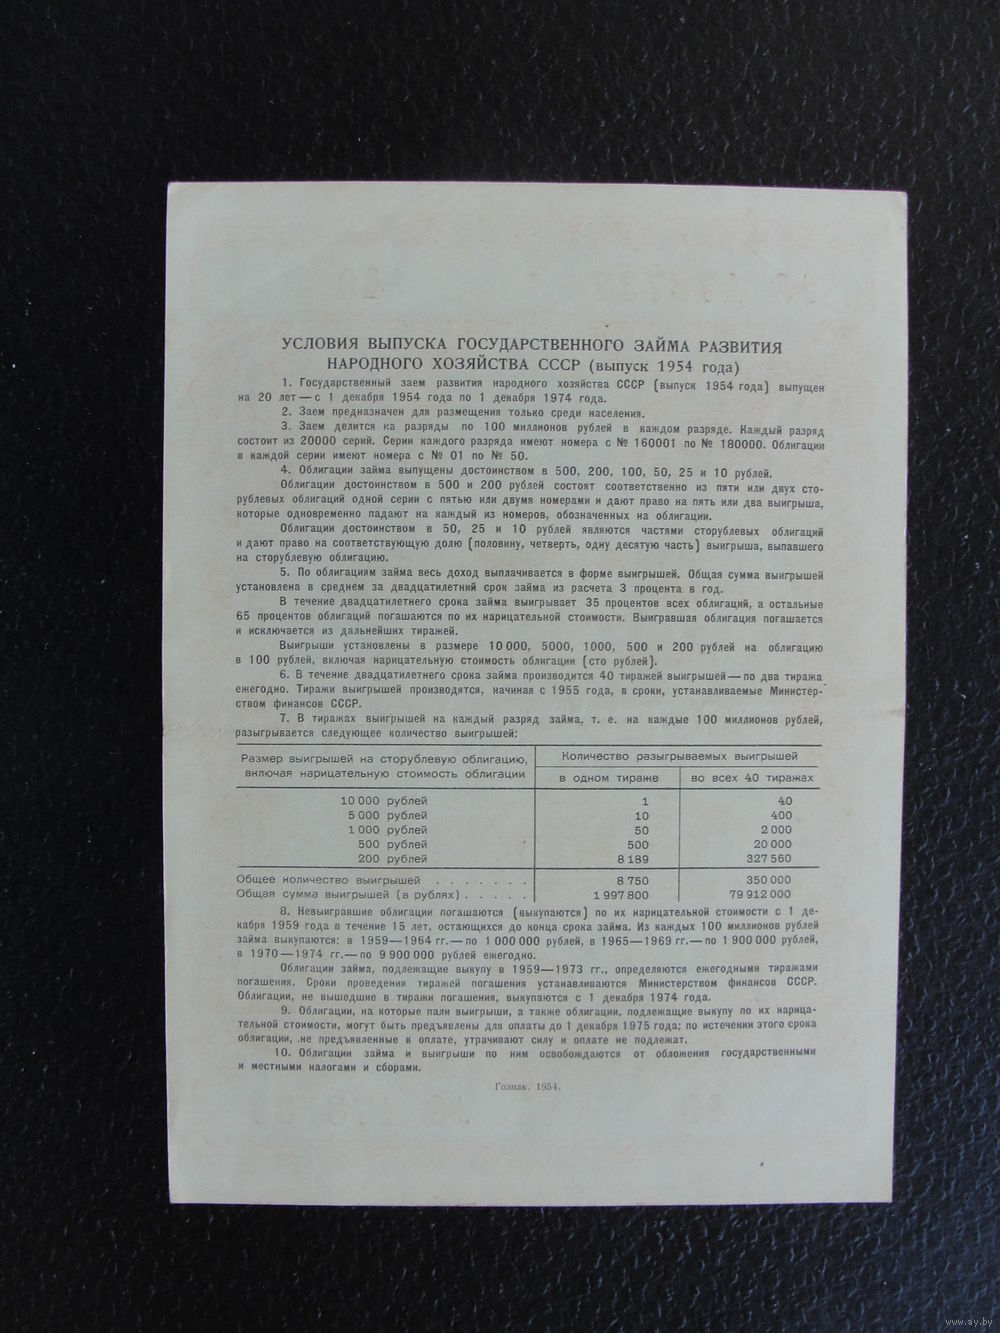 УСЛОВИЯ ВЫПУСКА ГОСУДАРСТВЕННОГО ЗАЙМА РАЗВИТИЯ
НАРОДНОГО ХОЗЯЙСТВА СССР (выпуск 1954 года)
1. Государственный заем развития народного хозяйства СССР (выпуск 1954 года) выпущен
на 20 лет — с 1 декабря 1954 года по 1 декабря 1974 года.
2. Заем предназначен для размещения только среди населения.
3. Заем делится на разряды по 100 миллионов рублей в каждом разряде. Каждый разряд
состоит из 20000 серий. Серии каждого разряда имеют номера с № 160001 по № 180000. Облигации
в каждой серии имеют номера с № 01 по № 50.
4. Облигации займа выпущены достоинством в 500, 200, 100, 50, 25 и 10 рублей.
Облигации достоинством в 500 и 200 рублей состоят соответственно из пяти или двух сто-
рублевых облигаций одной серии с пятью или двумя номерами и дают право на пять или два выигрыша,
которые одновременно падают на каждый из номеров, обозначенных на облигации.
Облигации достоинством в 50, 25 и 10 рублей являются частями сторублевых облигаций
и дают право на соответствующую долю (половину, четверть, одну десятую часть) выигрыша, выпавшего
на сторублевую облигацию.
5. По облигациям займа весь доход выплачивается в форме выигрышей. Общая сумма выигрышей
установлена в среднем за двадцатилетний срок займа из расчета 3 процента в год.
В течение двадцатилетнего срока займа выигрывает 35 процентов всех облигаций, а остальные
65 процентов облигаций погашаются по их нарицательной стоимости. Выигравшая облигация погашается
и исключается из дальнейших тиражей.
Выигрыши установлены в размере 10 000, 5000, 1000, 500 и 200 рублей на облигацию
в 100 рублей, включая нарицательную стоимость облигации (сто рублей).
6. В течение двадцатилетнего срока займа производится 40 тиражей выигрышей — по два тиража
ежегодно. Тиражи выигрышей производятся, начиная с 1955 года, в сроки, устанавливаемые Министер-
ством финансов СССР.
7. В тиражах выигрышей на каждый разряд займа, т. е. на каждые 100 миллионов рублей,
разыгрывается следующее количество выигрышей:
Размер выигрышей на сторублевую облигацию, включая нарицательную стоимость облигации
Количество разыгрываемых выигрышей
в одном тираже во всех 40 тиражах
10 000 рублей 1 40
5 000 рублей 10 400
1 000 рублей 50 2 000
500 рублей 500 20 000
200 рублей 8 189 327 560
Общее количество выигрышей . . . . . . . 8 750 350 000
Общая сумма выигрышей (в рублях) . . . . . 1 997 800 79 912 000
8. Невыигравшие облигации погашаются (выкупаются) по их нарицательной стоимости с 1 де-
кабря 1959 года в течение 15 лет, остающихся до конца срока займа. Из каждых 100 миллионов рублей
займа выкупаются: в 1959—1964 гг. — по 1 000 000 рублей, в 1965—1969 гг. — по 1 900 000 рублей,
в 1970—1974 гг. — по 9 900 000 рублей ежегодно.
Облигации займа, подлежащие выкупу в 1959—1973 гг., определяются ежегодными тиражами
погашения. Сроки проведения тиражей погашения устанавливаются Министерством финансов СССР.
Облигации, не вышедшие в тиражи погашения, выкупаются с 1 декабря 1974 года.
9. Облигации, на которые пали выигрыши, а также облигации, подлежащие выкупу по их нарица-
тельной стоимости, могут быть предъявлены для оплаты до 1 декабря 1975 года; по истечении этого срока
облигации, не предъявленные к оплате, утрачивают силу и оплате не подлежат.
10. Облигации займа и выигрыши по ним освобождаются от обложения государственными
и местными налогами и сборами.
Гознак. 1954.
www.ay.by